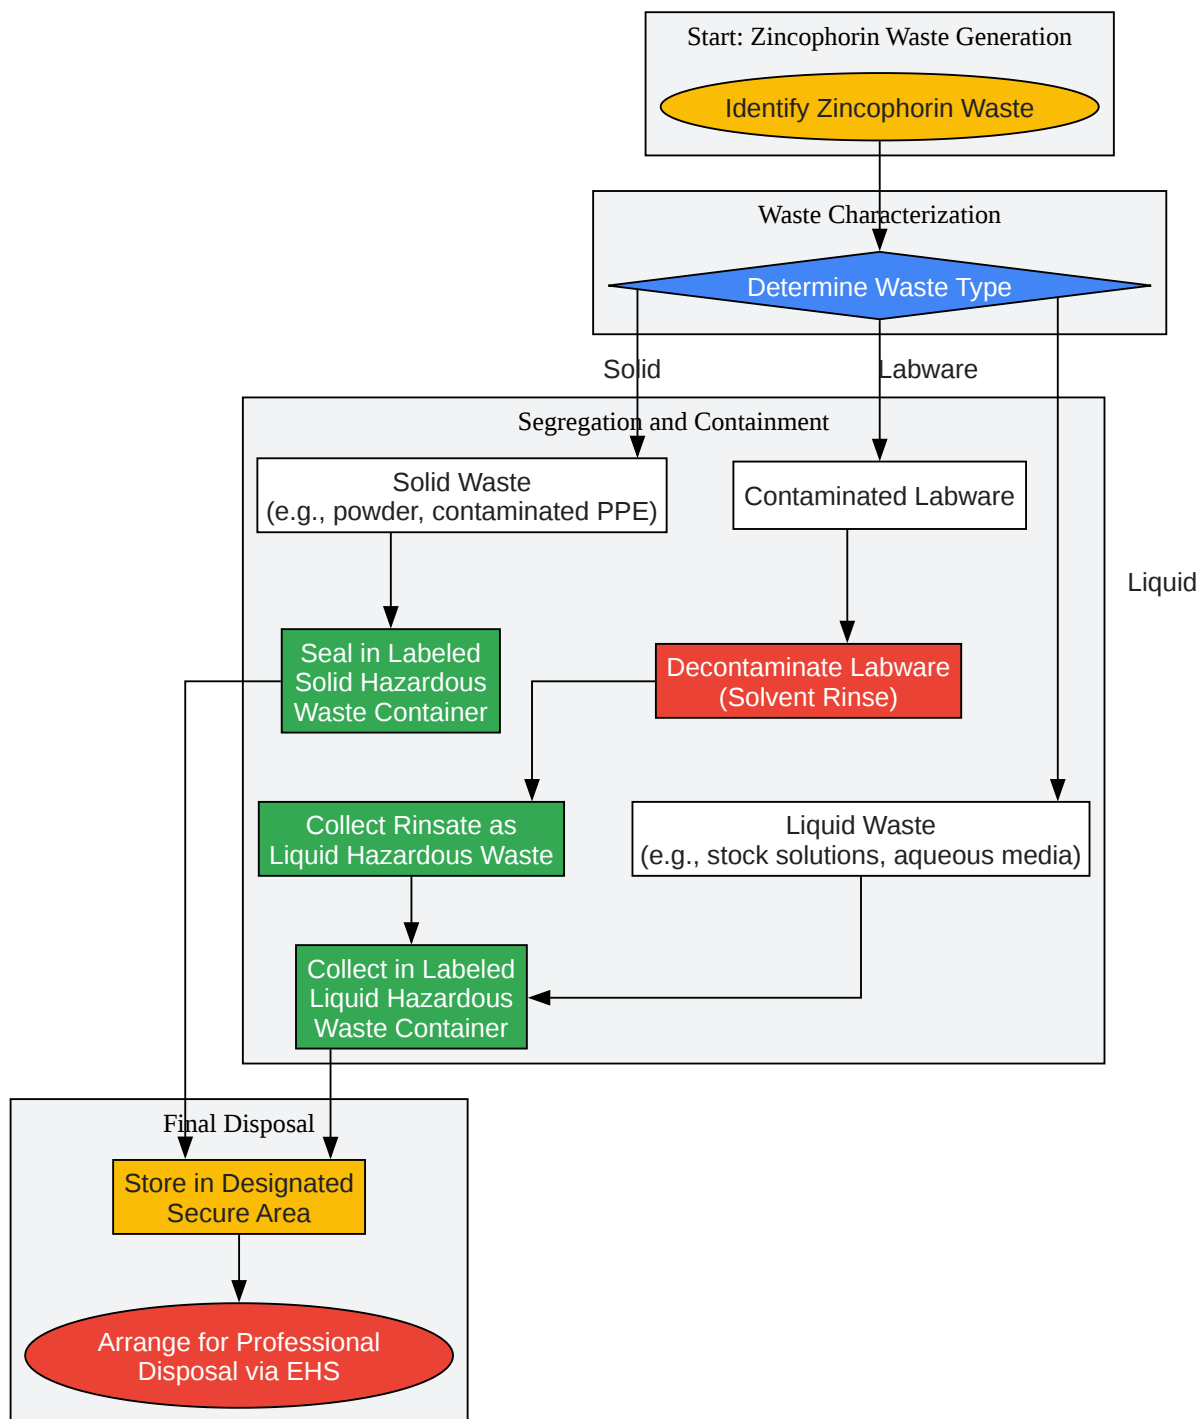 Start: Zincophorin Waste Generation
Identify Zincophorin Waste
Waste Characterization
Determine Waste Type
Solid
Labware
Segregation and Containment
Solid Waste
(e.g., powder, contaminated PPE)
Contaminated Labware
Liquid
Seal in Labeled
Solid Hazardous
Waste Container
Decontaminate Labware
(Solvent Rinse)
Collect Rinsate as
Liquid Hazardous Waste
Liquid Waste
(e.g., stock solutions, aqueous media)
Collect in Labeled
Liquid Hazardous
Waste Container
Final Disposal
Store in Designated
Secure Area
Arrange for Professional
Disposal via EHS